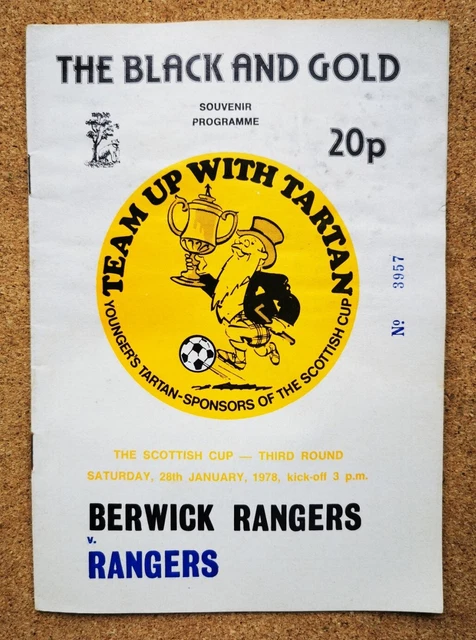 THE BLACK AND GOLD
SOUVENIR
PROGRAMME
20p
TEAM UP WITH TARTAN
YOUNGER'S TARTAN-SPONSORS OF THE SCOTTISH CUP
Nº 3957
THE SCOTTISH CUP — THIRD ROUND
SATURDAY, 28th JANUARY, 1978, kick-off 3 p.m.
BERWICK RANGERS
v.
RANGERS